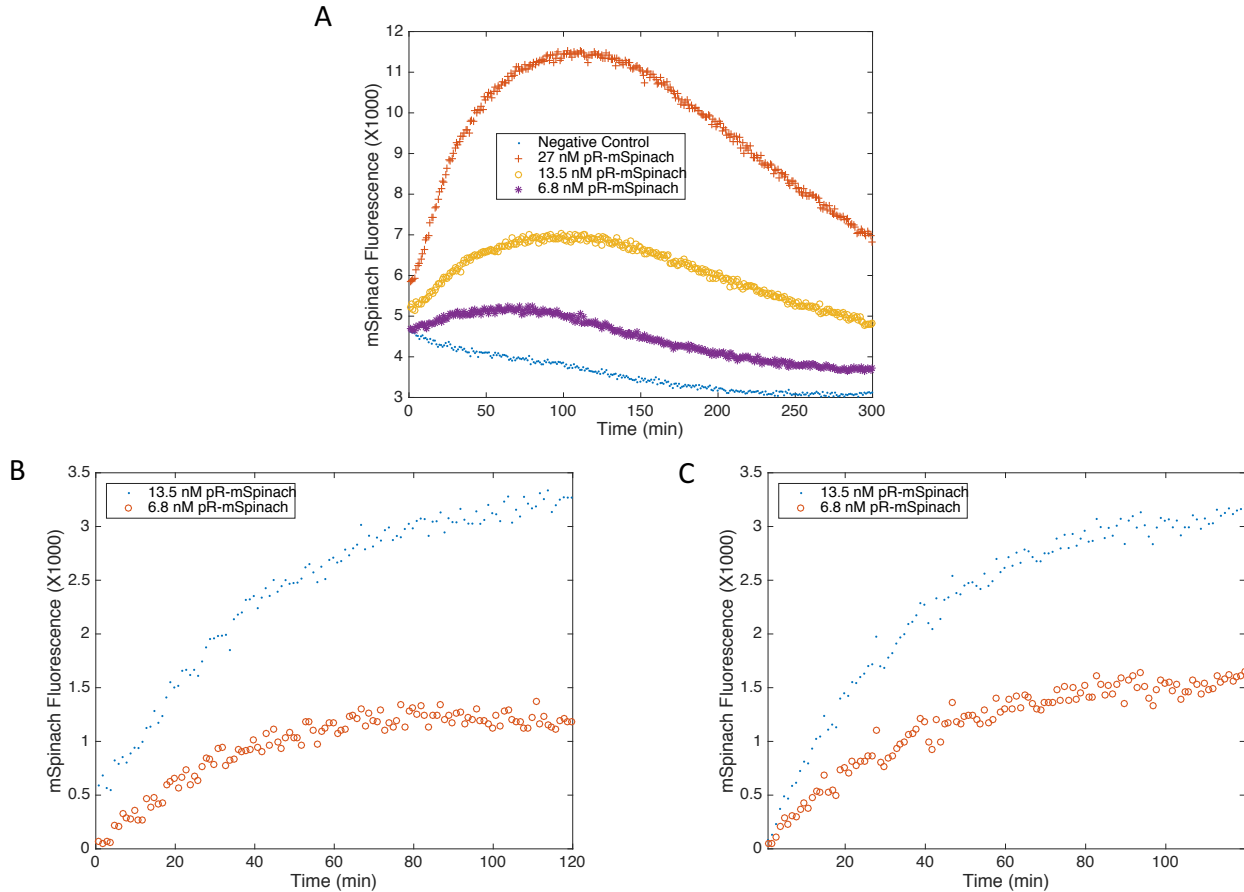 A
mSpinach Fluorescence (X1000)
12
11
10
9
8
7
6
5
4
3
Negative Control
27 nM pR-mSpinach
13.5 nM pR-mSpinach
6.8 nM pR-mSpinach
0 50 100 150 200 250 300
Time (min)
B
mSpinach Fluorescence (X1000)
3.5
3
2.5
2
1.5
1
0.5
0
13.5 nM pR-mSpinach
6.8 nM pR-mSpinach
0 20 40 60 80 100 120
Time (min)
C
mSpinach Fluorescence (X1000)
3.5
3
2.5
2
1.5
1
0.5
0
13.5 nM pR-mSpinach
6.8 nM pR-mSpinach
20 40 60 80 100
Time (min)